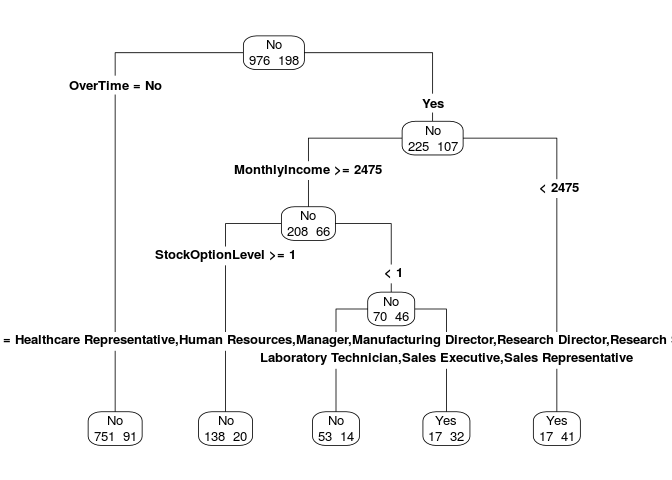 No
976 198
OverTime = No
Yes
No
225 107
MonthlyIncome >= 2475
< 2475
No
208 66
StockOptionLevel >= 1
< 1
No
70 46
= Healthcare Representative,Human Resources,Manager,Manufacturing Director,Research Director,Research
Laboratory Technician,Sales Executive,Sales Representative
No
751 91
No
138 20
No
53 14
Yes
17 32
Yes
17 41